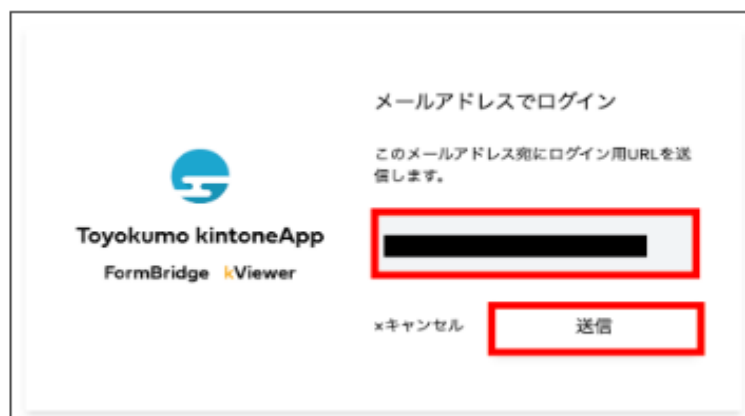 メールアドレスでログイン
このメールアドレス宛にログイン用URLを送
信します。
Toyokumo kintoneApp
FormBridge kViewer
×キャンセル
送信